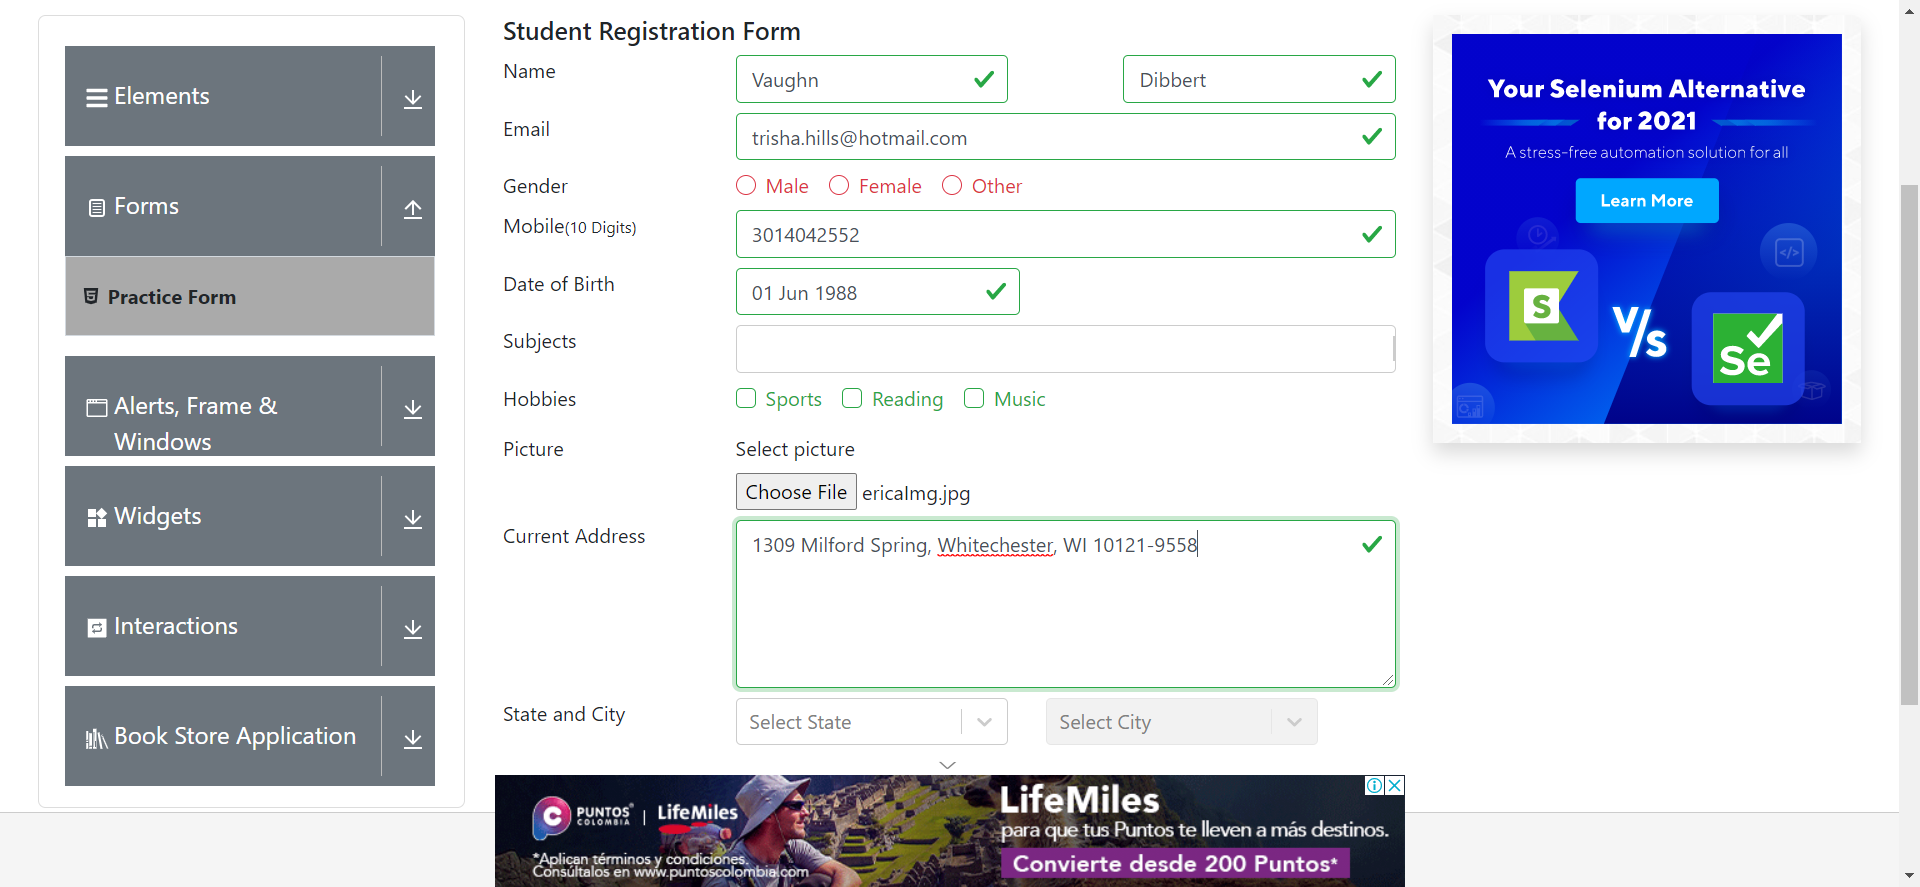 Elements
Forms
Practice Form
Alerts, Frame &
Windows
Widgets
Interactions
Book Store Application
Student Registration Form
Name
Vaughn
Dibbert
Email
trisha.hills@hotmail.com
Gender
Male
Female
Other
Mobile(10 Digits)
3014042552
Date of Birth
01 Jun 1988
Subjects
Hobbies
Sports
Reading
Music
Picture
Select picture
Choose File ericaImg.jpg
Current Address
1309 Milford Spring, Whitechester, WI 10121-9558
State and City
Select State
Select City
PUNTOS
COLOMBIA
LifeMiles
*Aplican términos y condiciones.
Consúltalos en www.puntoscolombia.com
LifeMiles
para que tus Puntos te lleven a más destinos.
Convierte desde 200 Puntos*
Your Selenium Alternative
for 2021
A stress-free automation solution for all
Learn More
S
V/s
Se